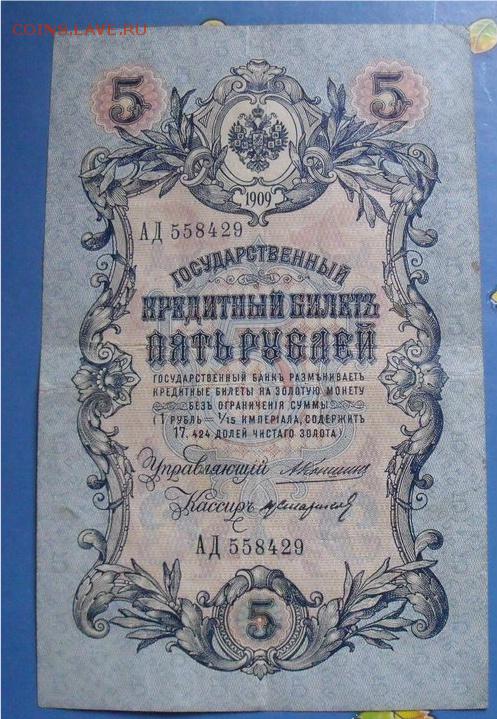 COINS.LAVE.RU
5 5
1909
АД 558429
ГОСУДАРСТВЕННЫЙ
КРЕДИТНЫЙ БИЛЕТЪ
ПЯТЬ РУБЛЕЙ
ГОСУДАРСТВЕННЫЙ БАНКЪ РАЗМѢНИВАЕТЪ
КРЕДИТНЫЕ БИЛЕТЫ НА ЗОЛОТУЮ МОНЕТУ
БЕЗЪ ОГРАНИЧЕНІЯ СУММЫ
(1 РУБЛЬ = 1/15 ИМПЕРІАЛА, СОДЕРЖИТЪ
17,424 ДОЛЕЙ ЧИСТАГО ЗОЛОТА)
Управляющій
Кассиръ
АД 558429
5